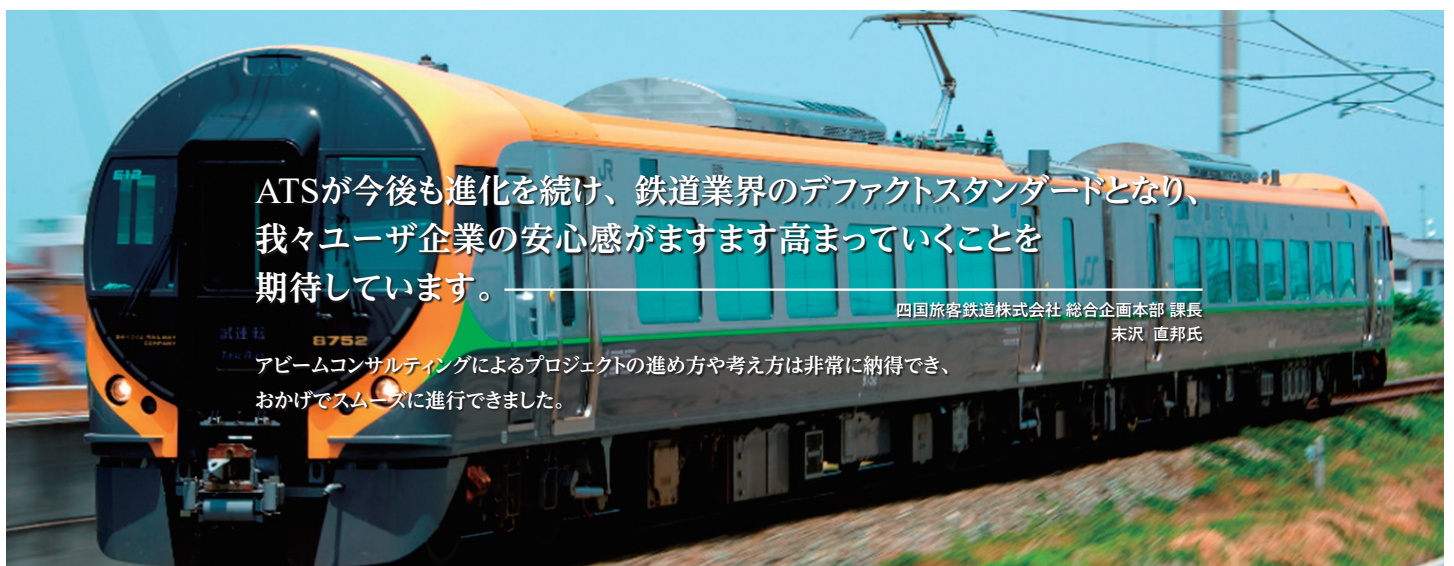 ATSが今後も進化を続け、鉄道業界のデファクトスタンダードとなり、
我々ユーザ企業の安心感がますます高まっていくことを
期待しています。
四国旅客鉄道株式会社 総合企画本部 課長
末沢 直邦氏
アビームコンサルティングによるプロジェクトの進め方や考え方は非常に納得でき、
おかげでスムーズに進行できました。
JR
E12
試運転
8752